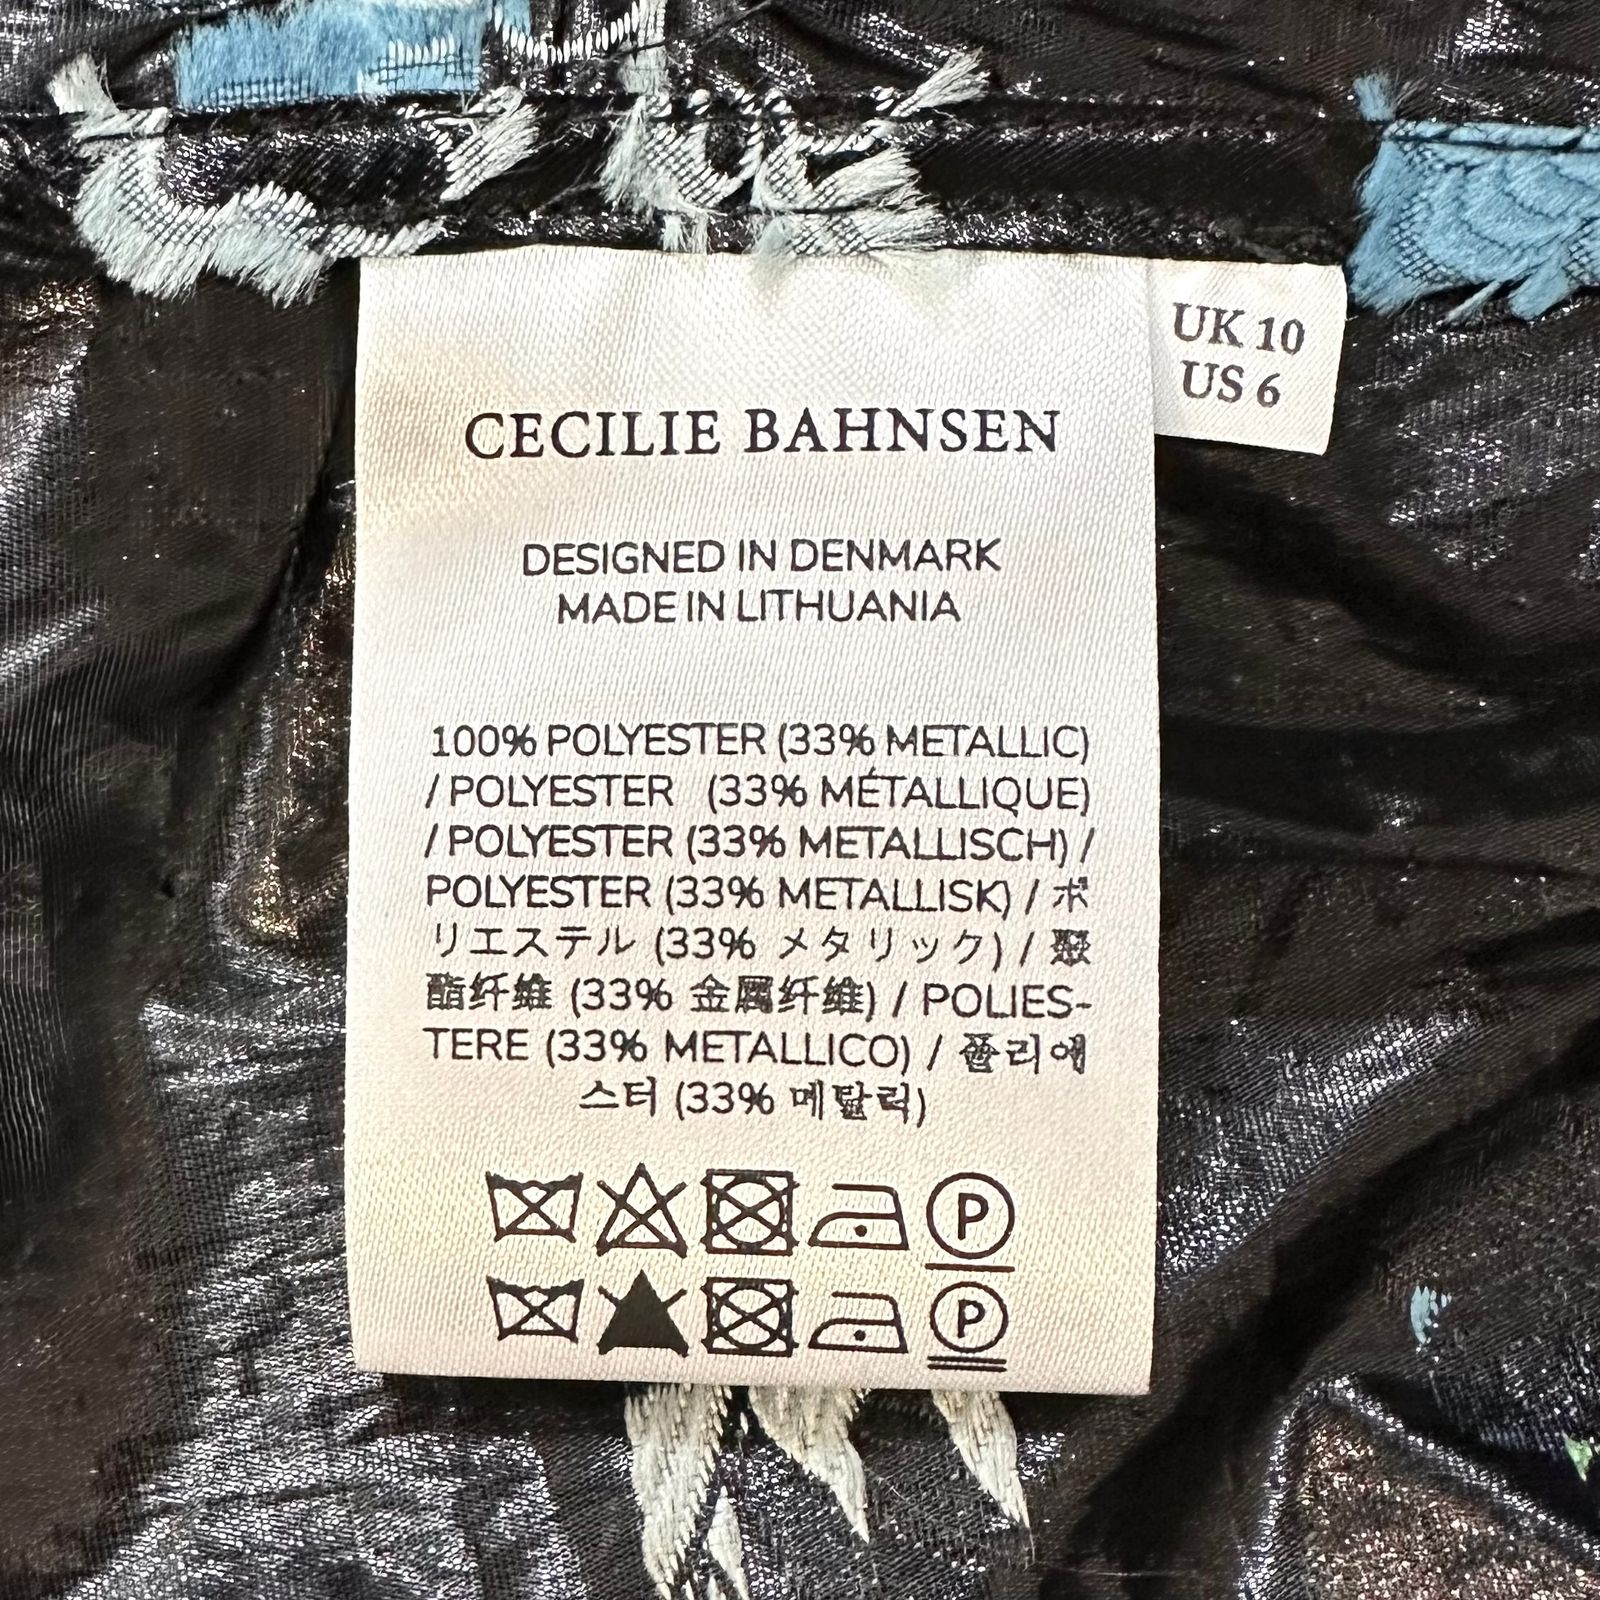 UK 10
US 6
CECILIE BAHNSEN
DESIGNED IN DENMARK
MADE IN LITHUANIA
100% POLYESTER (33% METALLIC)
/ POLYESTER (33% MÉTALLIQUE)
/ POLYESTER (33% METALLISCH) /
POLYESTER (33% METALLISK) / ポ
リエステル (33% メタリック) / 聚
酯纤维 (33% 金属纤维) / POLIES-
TERE (33% METALLICO) / 폴리에
스터 (33% 메탈릭)
P
P